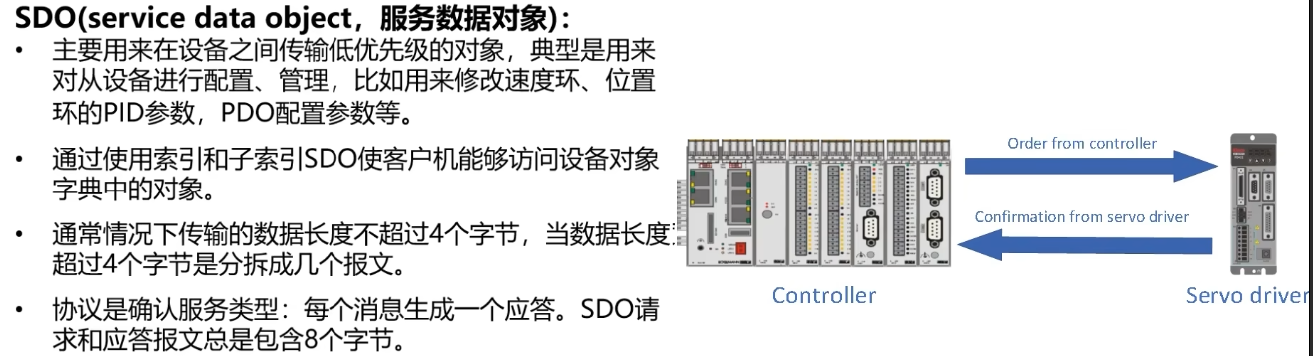 SDO(service data object，服务数据对象)：
• 主要用来在设备之间传输低优先级的对象，典型是用来
对从设备进行配置、管理，比如用来修改速度环、位置
环的PID参数，PDO配置参数等。
• 通过使用索引和子索引SDO使客户机能够访问设备对象
字典中的对象。
• 通常情况下传输的数据长度不超过4个字节，当数据长度
超过4个字节是分拆成几个报文。
• 协议是确认服务类型：每个消息生成一个应答。SDO请
求和应答报文总是包含8个字节。
Order from controller
Confirmation from servo driver
Controller
Servo driver